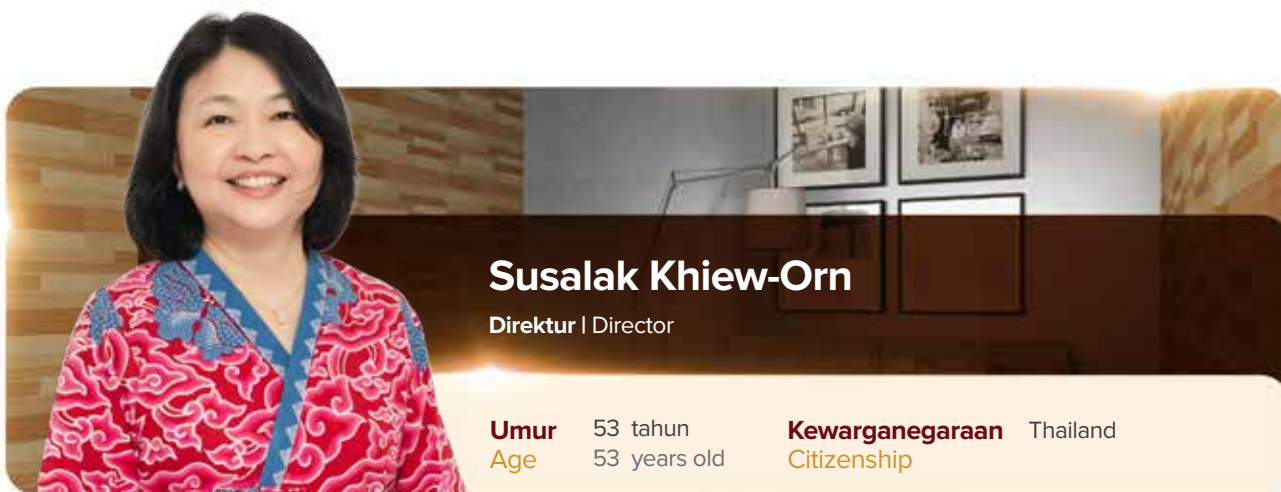 Susalak Khiew-Orn
Direktur | Director
Umur 53 tahun Kewarganegaraan Thailand
Age 53 years old Citizenship